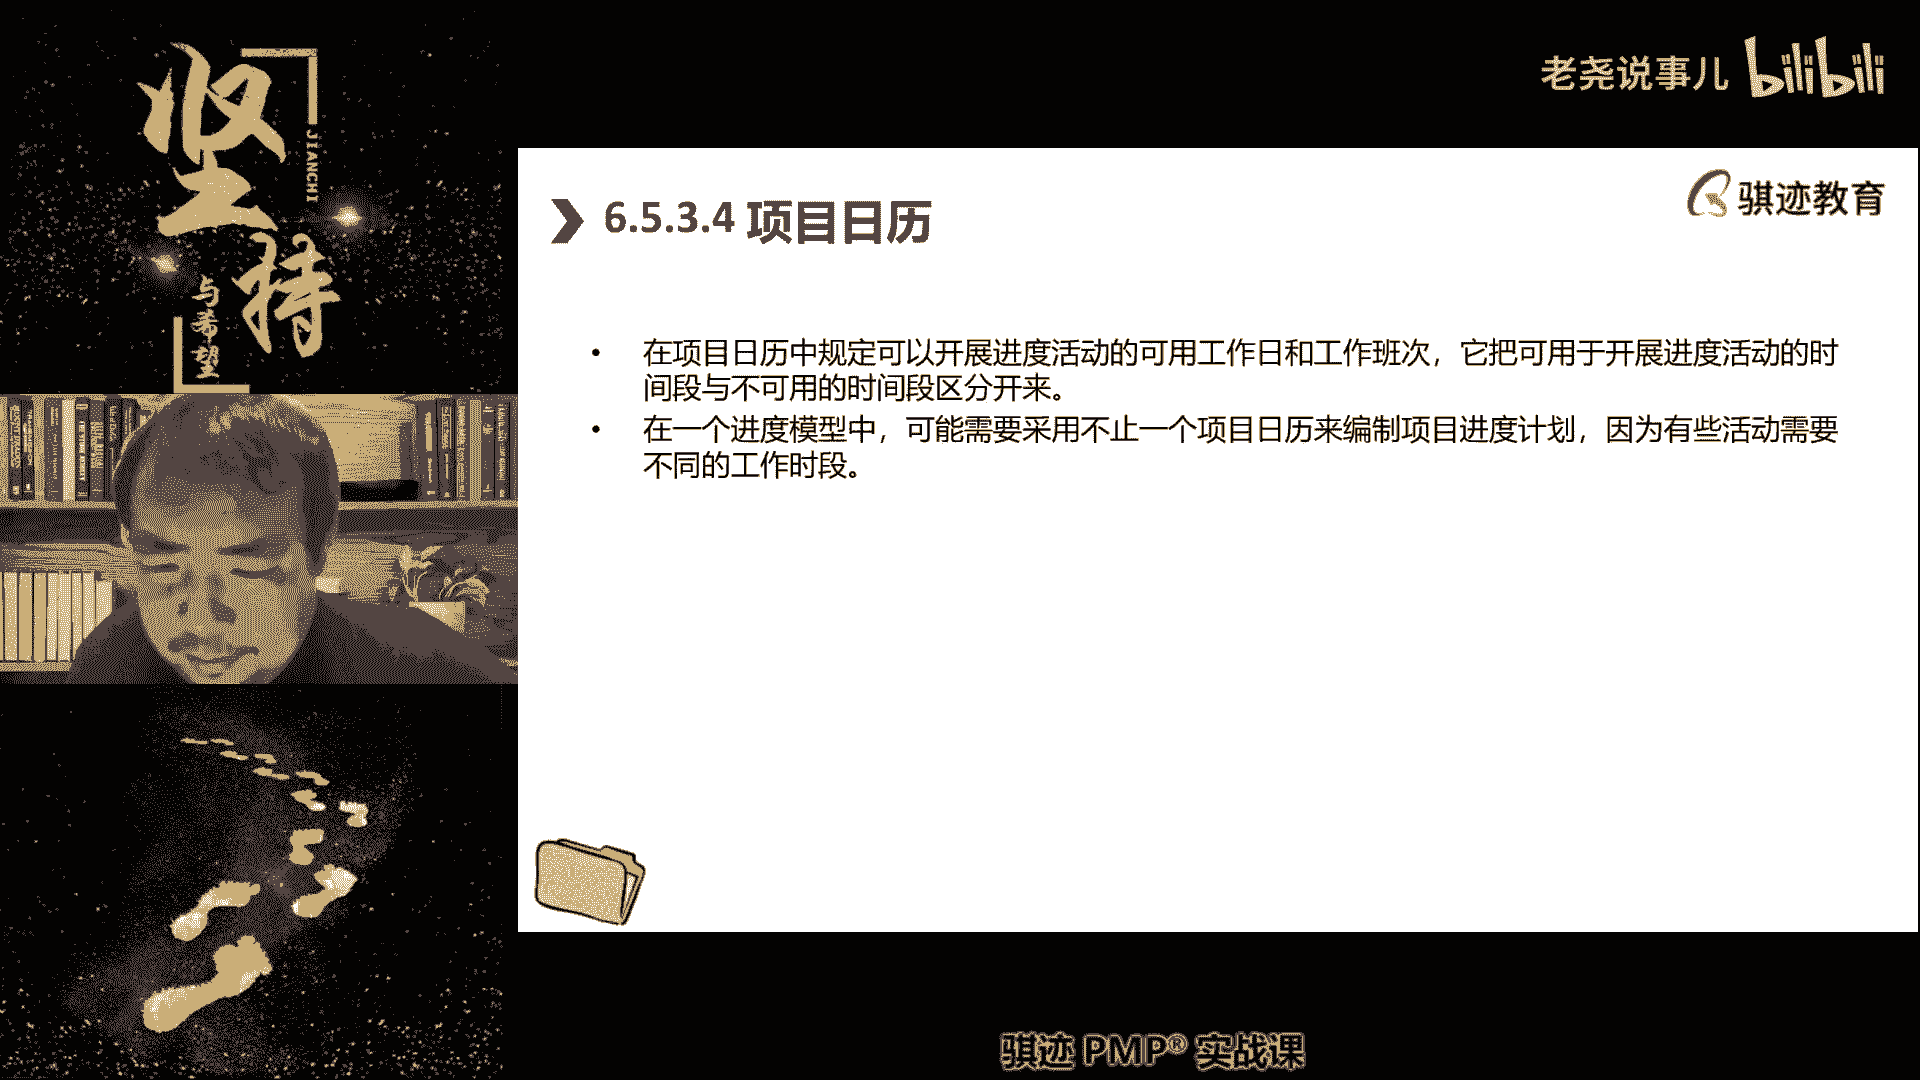 坚持
JIANCHI
与希望
老尧说事儿 bilibili
骐迹教育
6.5.3.4 项目日历
• 在项目日历中规定可以开展进度活动的可用工作日和工作班次，它把可用于开展进度活动的时
间段与不可用的时间段区分开来。
• 在一个进度模型中，可能需要采用不止一个项目日历来编制项目进度计划，因为有些活动需要
不同的工作时段。
骐迹 PMP® 实战课